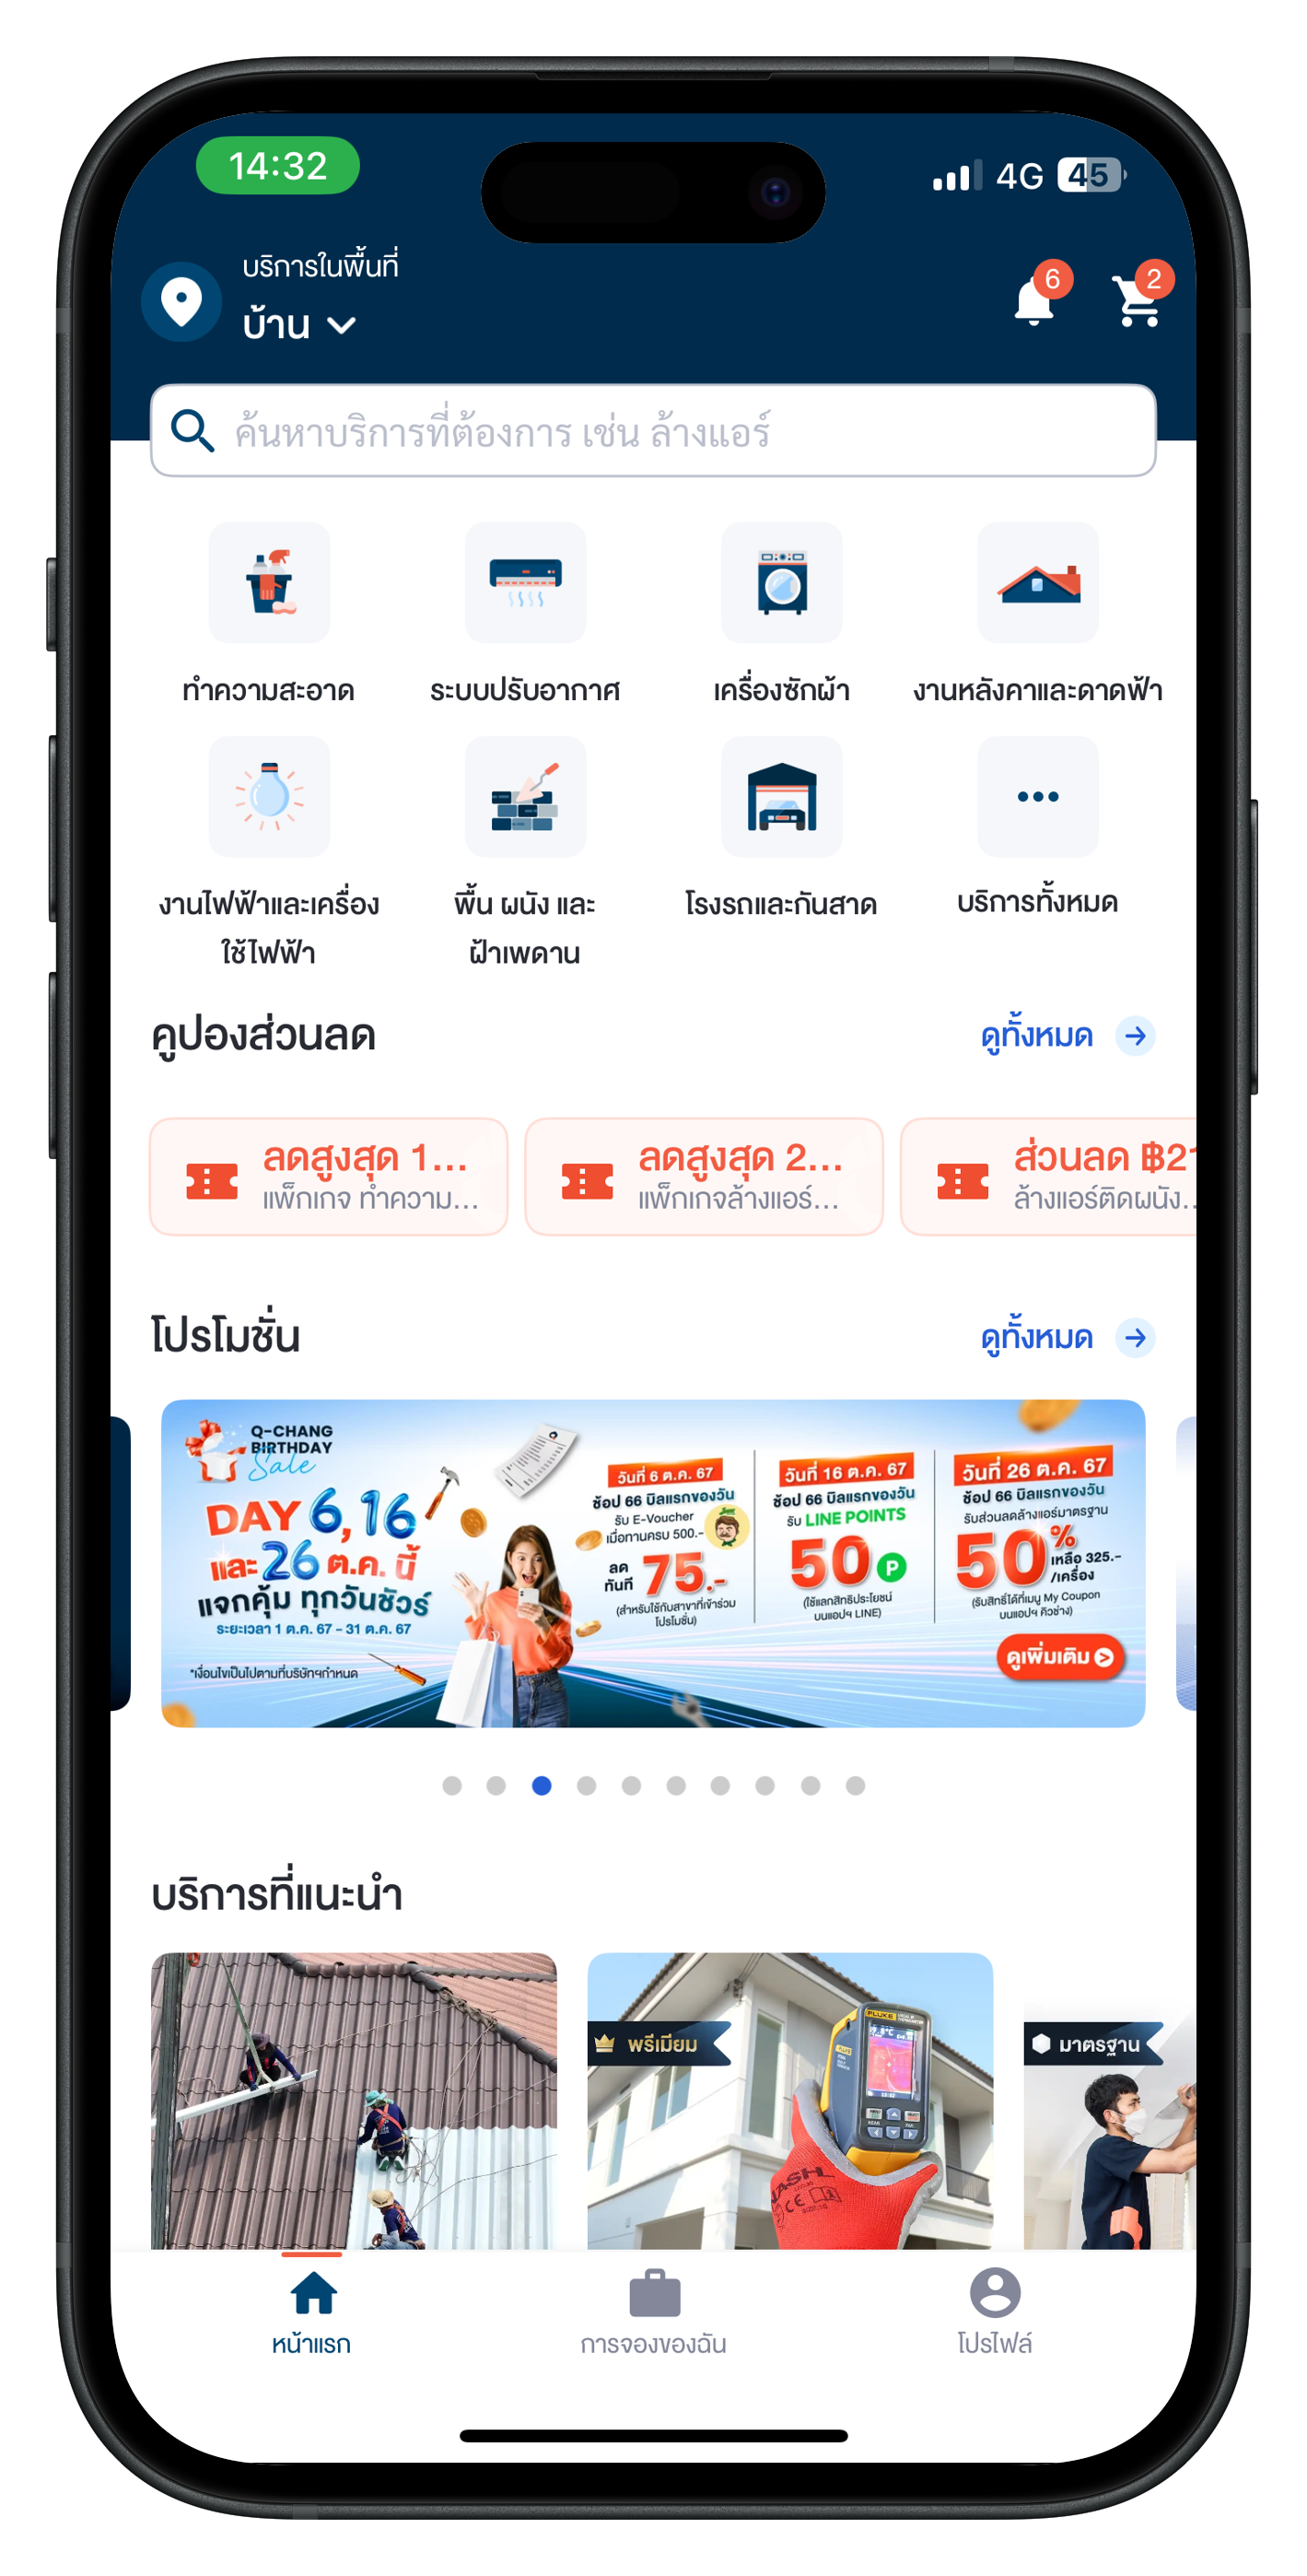 14:32
4G 45
บริการในพื้นที่
บ้าน
6
2
ค้นหาบริการที่ต้องการ เช่น ล้างแอร์
ทำความสะอาด
ระบบปรับอากาศ
เครื่องซักผ้า
งานหลังคาและดาดฟ้า
งานไฟฟ้าและเครื่อง
ใช้ไฟฟ้า
พื้น ผนัง และ
ฝ้าเพดาน
โรงรถและกันสาด
บริการทั้งหมด
คูปองส่วนลด
ดูทั้งหมด
ลดสูงสุด 1...
แพ็กเกจ ทำความ...
ลดสูงสุด 2...
แพ็กเกจล้างแอร์...
ส่วนลด ฿21
ล้างแอร์ติดผนัง..
โปรโมชั่น
ดูทั้งหมด
Q-CHANG
BIRTHDAY
Sale
DAY 6,16
และ 26 ต.ค. นี้
แจกคุ้ม ทุกวันชัวร์
ระยะเวลา 1 ต.ค. 67 - 31 ต.ค. 67
*เงื่อนไขเป็นไปตามที่บริษัทฯกำหนด
วันที่ 6 ต.ค. 67
ช้อป 66 บิลแรกของวัน
รับ E-Voucher
เมื่อทานครบ 500.-
ลด
ทันที 75.-
(สำหรับใช้กับสาขาที่เข้าร่วม
โปรโมชั่น)
วันที่ 16 ต.ค. 67
ช้อป 66 บิลแรกของวัน
รับ LINE POINTS
50 P
(ใช้แลกสิทธิประโยชน์
บนแอปฯ LINE)
วันที่ 26 ต.ค. 67
ช้อป 66 บิลแรกของวัน
รับส่วนลดล้างแอร์มาตรฐาน
50%
เหลือ 325.-
/เครื่อง
(รับสิทธิ์ได้ที่เมนู My Coupon
บนแอปฯ คิวช่าง)
ดูเพิ่มเติม
บริการที่แนะนำ
พรีเมียม
FLUKE
มาตรฐาน
หน้าแรก
การจองของฉัน
โปรไฟล์